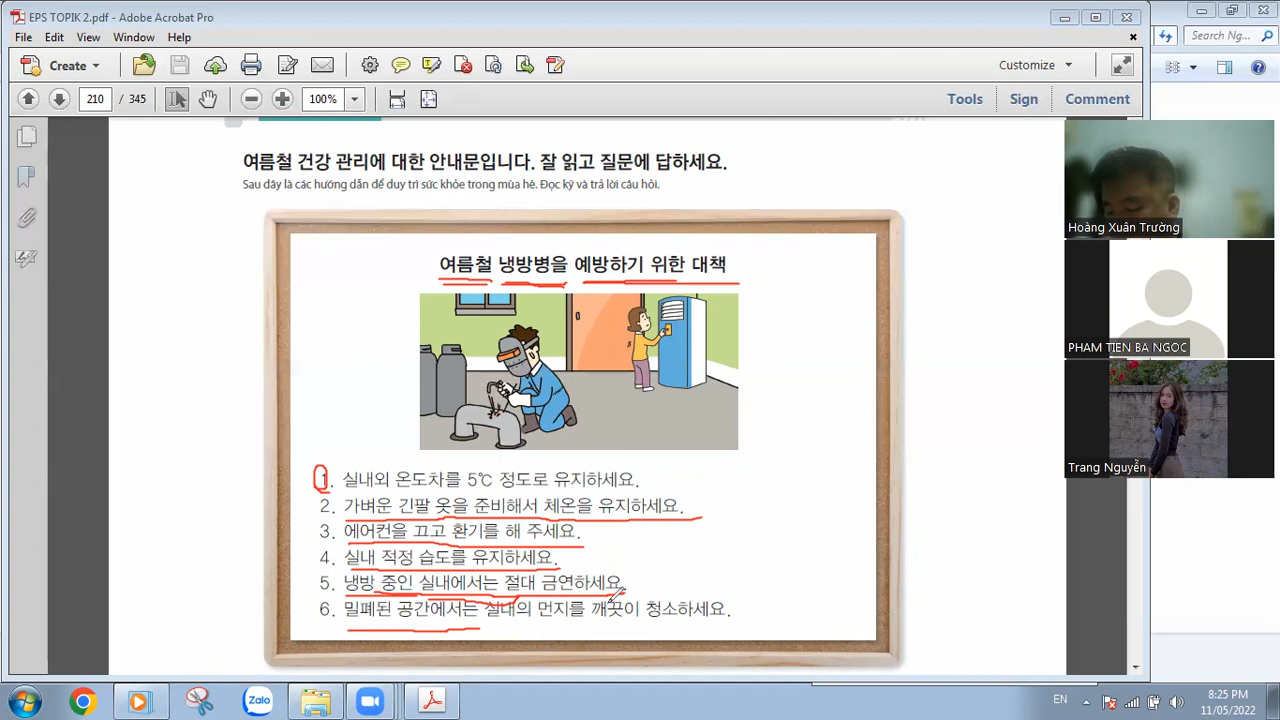 EPS TOPIK 2.pdf - Adobe Acrobat Pro
File Edit View Window Help
Search Ng...
Create
Customize
210 / 345
100%
Tools Sign Comment
여름철 건강 관리에 대한 안내문입니다. 잘 읽고 질문에 답하세요.
Sau đây là các hướng dẫn để duy trì sức khỏe trong mùa hè. Đọc kỹ và trả lời câu hỏi.
여름철 냉방병을 예방하기 위한 대책
1. 실내외 온도차를 5℃ 정도로 유지하세요.
2. 가벼운 긴팔 옷을 준비해서 체온을 유지하세요.
3. 에어컨을 끄고 환기를 해 주세요.
4. 실내 적정 습도를 유지하세요.
5. 냉방 중인 실내에서는 절대 금연하세요.
6. 밀폐된 공간에서는 실내의 먼지를 깨끗이 청소하세요.
Hoàng Xuân Trường
PHAM TIEN BA NGOC
Trang Nguyễn
Zalo
EN
8:25 PM
11/05/2022